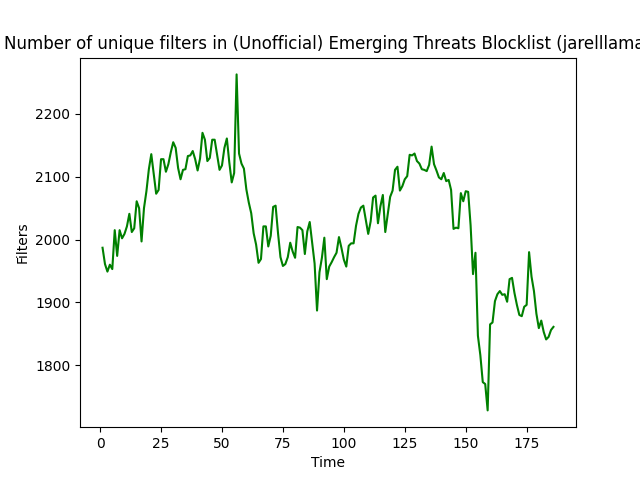 Number of unique filters in (Unofficial) Emerging Threats Blocklist (jarelllama
2200
2100
2000
1900
1800
Filters
0 25 50 75 100 125 150 175
Time